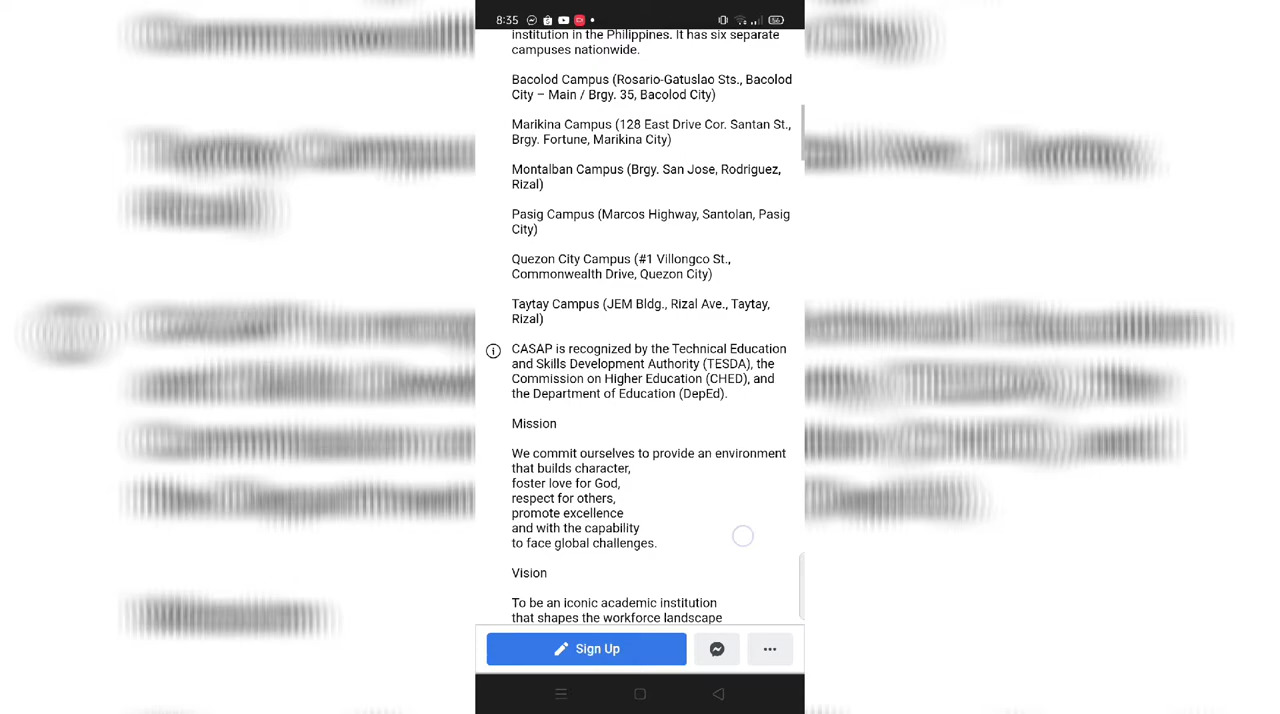 8:35
56
institution in the Philippines. It has six separate
campuses nationwide.
Bacolod Campus (Rosario-Gatuslao Sts., Bacolod
City – Main / Brgy. 35, Bacolod City)
Marikina Campus (128 East Drive Cor. Santan St.,
Brgy. Fortune, Marikina City)
Montalban Campus (Brgy. San Jose, Rodriguez,
Rizal)
Pasig Campus (Marcos Highway, Santolan, Pasig
City)
Quezon City Campus (#1 Villongco St.,
Commonwealth Drive, Quezon City)
Taytay Campus (JEM Bldg., Rizal Ave., Taytay,
Rizal)
CASAP is recognized by the Technical Education
and Skills Development Authority (TESDA), the
Commission on Higher Education (CHED), and
the Department of Education (DepEd).
Mission
We commit ourselves to provide an environment
that builds character,
foster love for God,
respect for others,
promote excellence
and with the capability
to face global challenges.
Vision
To be an iconic academic institution
that shapes the workforce landscape
Sign Up